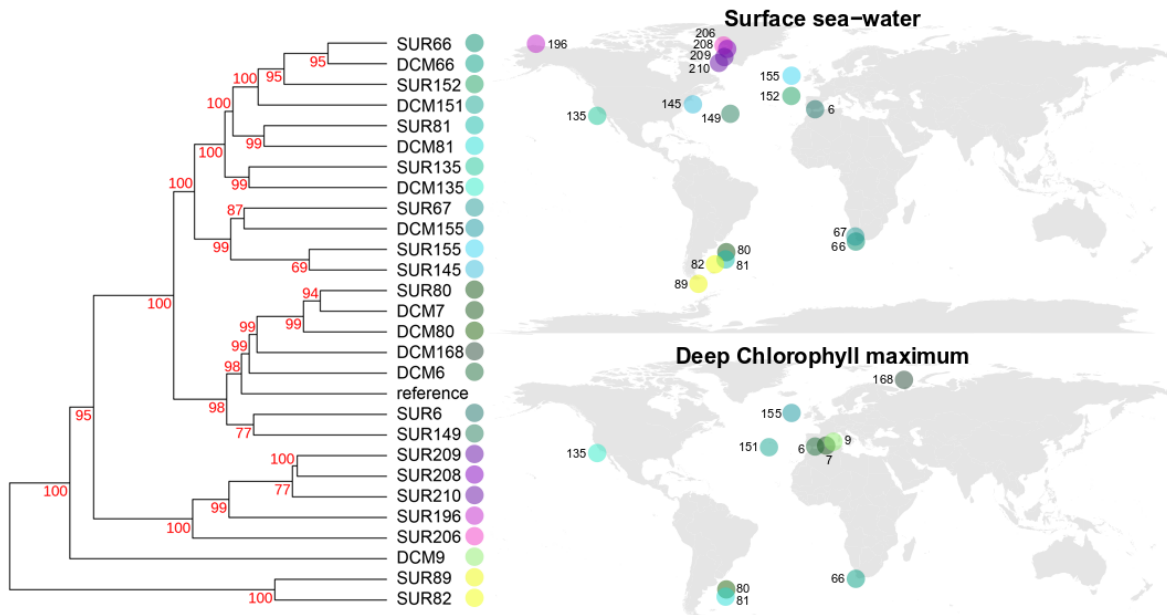 Surface sea−water
SUR66
DCM66
SUR152
DCM151
SUR81
DCM81
SUR135
DCM135
SUR67
DCM155
SUR155
SUR145
SUR80
DCM7
DCM80
DCM168
DCM6
reference
SUR6
SUR149
SUR209
SUR208
SUR210
SUR196
SUR206
DCM9
SUR89
SUR82
95
95
100
100
99
100
99
100
87
99
69
100
94
99
99
99
98
98
77
100
95
100
77
99
100
100
100
196
206
208
209
210
155
152
6
145
149
135
67
66
80
81
82
89
Deep Chlorophyll maximum
168
155
151
6
7
9
135
66
80
81